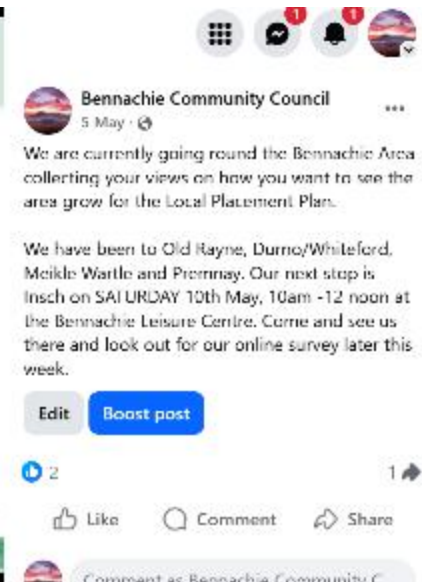 1
1
Bennachie Community Council
5 May ·
We are currently going round the Bennachie Area
collecting your views on how you want to see the
area grow for the Local Placement Plan.
We have been to Old Rayne, Durno/Whiteford,
Meikle Wartle and Premnay. Our next stop is
Insch on SATURDAY 10th May, 10am -12 noon at
the Bennachie Leisure Centre. Come and see us
there and look out for our online survey later this
week.
Edit
Boost post
2
1
Like
Comment
Share
Comment as Bennachie Community C